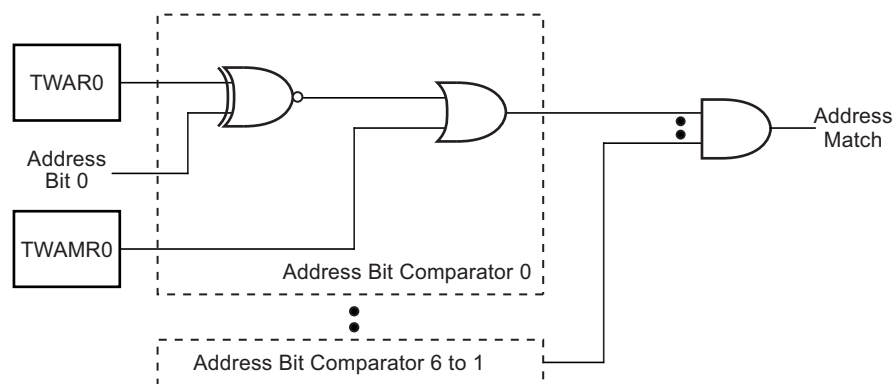 TWAR0
Address
Bit 0
TWAMR0
Address Bit Comparator 0
Address Bit Comparator 6 to 1
Address
Match